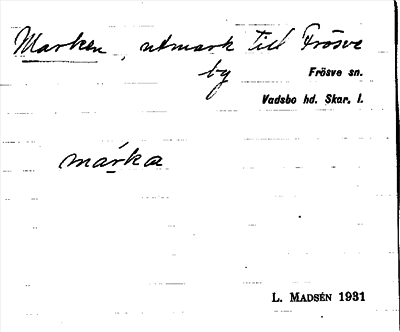 Marken, utmark till Frösve
by
Frösve sn.
Vadsbo hd. Skar. l.
márka
L. MADSÉN 1931